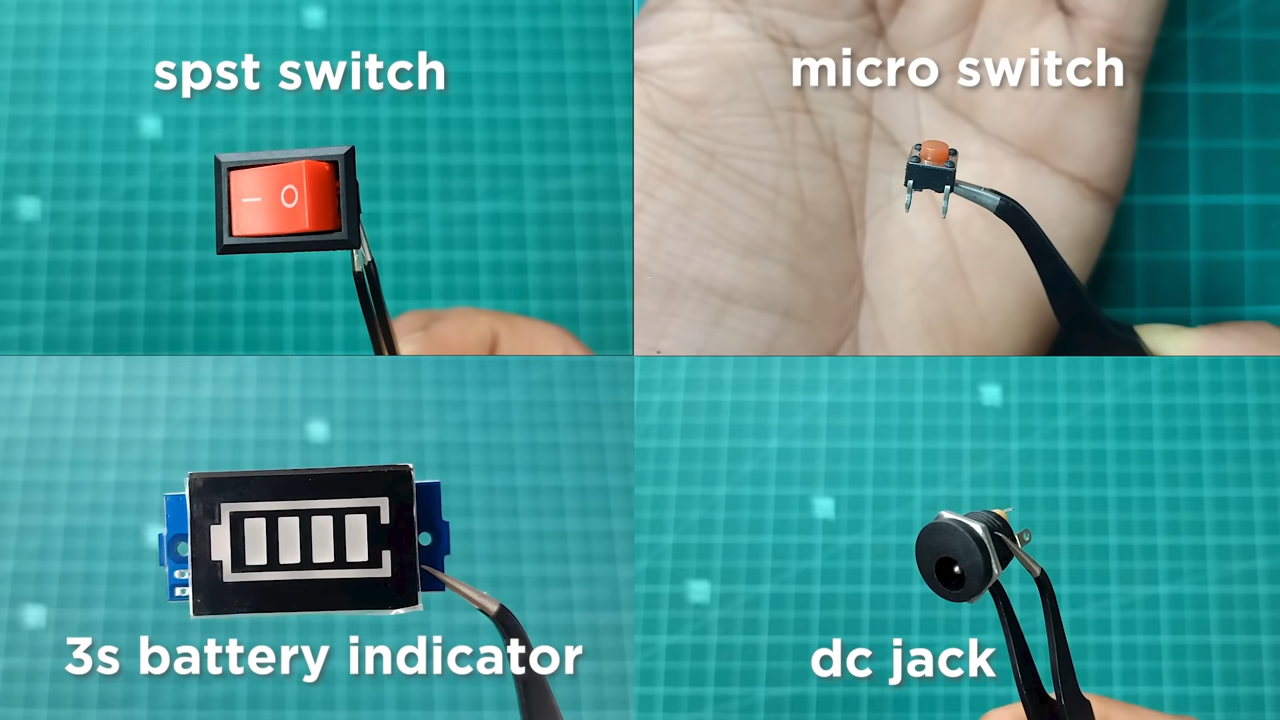 spst switch
micro switch
— O
3s battery indicator
dc jack